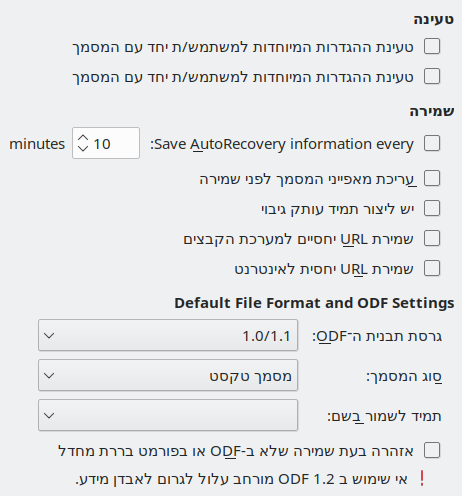 טעינה
טעינת ההגדרות המיוחדות למשתמש/ת יחד עם המסמך
טעינת ההגדרות המיוחדות למשתמש/ת יחד עם המסמך
שמירה
Save AutoRecovery information every: 10 minutes
עריכת מאפייני המסמך לפני שמירה
יש ליצור תמיד עותק גיבוי
שמירת URL יחסיים למערכת הקבצים
שמירת URL יחסית לאינטרנט
Default File Format and ODF Settings
גרסת תבנית ה־ODF: 1.0/1.1
סוג המסמך: מסמך טקסט
תמיד לשמור בשם:
אזהרה בעת שמירה שלא ב-ODF או בפורמט בררת מחדל
אי שימוש ב ODF 1.2 מורחב עלול לגרום לאבדן מידע.